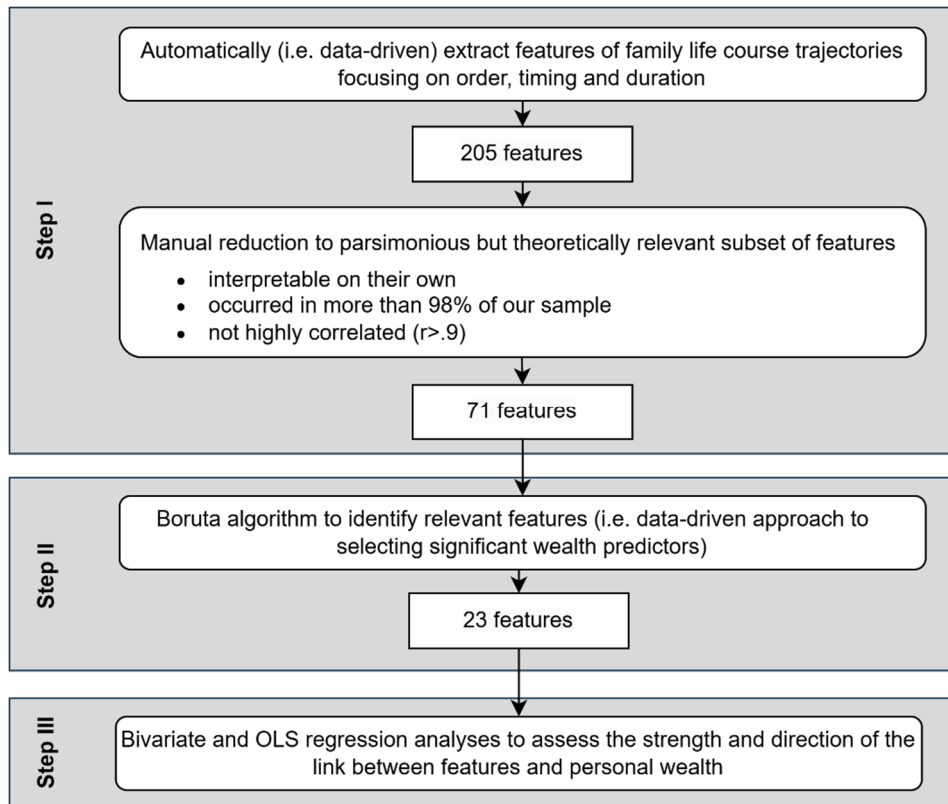 Step I
Automatically (i.e. data-driven) extract features of family life course trajectories
focusing on order, timing and duration
205 features
Manual reduction to parsimonious but theoretically relevant subset of features
• interpretable on their own
• occurred in more than 98% of our sample
• not highly correlated (r>.9)
71 features
Step II
Boruta algorithm to identify relevant features (i.e. data-driven approach to
selecting significant wealth predictors)
23 features
Step III
Bivariate and OLS regression analyses to assess the strength and direction of the
link between features and personal wealth